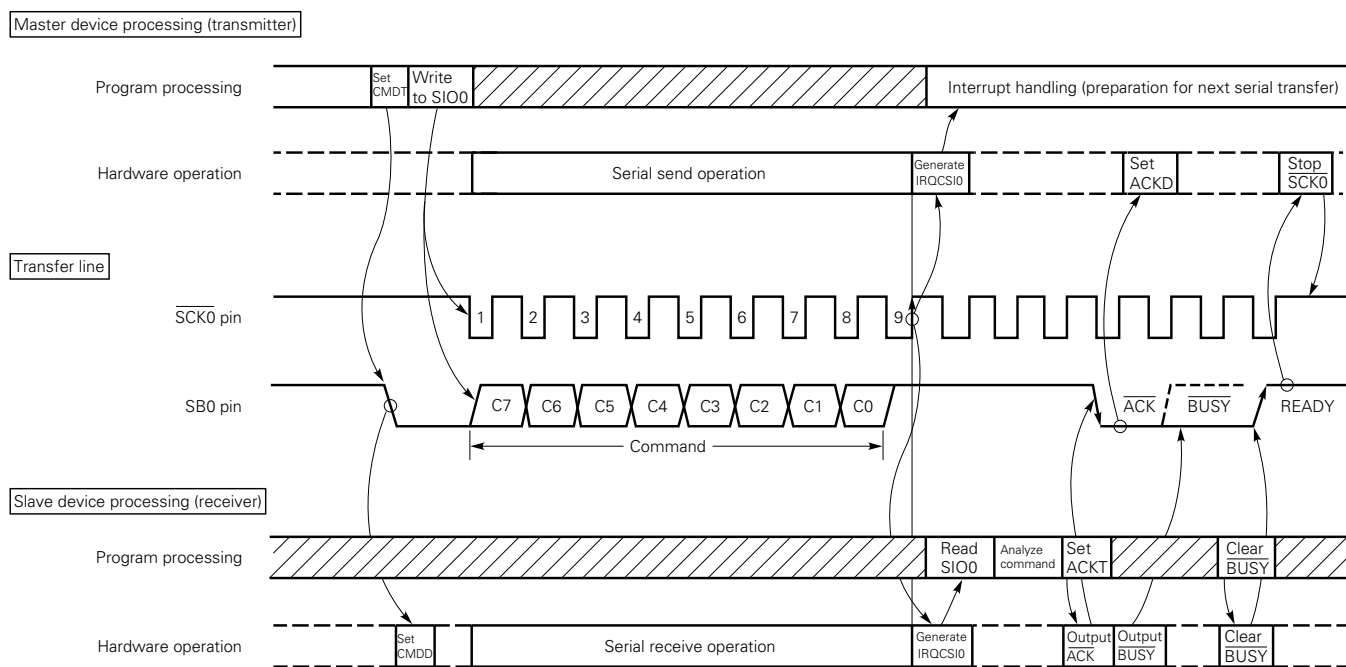 Master device processing (transmitter)
Program processing
Set
CMDT
Write
to SIO0
Interrupt handling (preparation for next serial transfer)
Hardware operation
Serial send operation
Generate
IRQCSI0
Set
ACKD
Stop
SCK0
Transfer line
SCK0 pin
1 2 3 4 5 6 7 8 9
SB0 pin
C7 C6 C5 C4 C3 C2 C1 C0
ACK
BUSY
READY
Command
Slave device processing (receiver)
Program processing
Read
SIO0
Analyze
command
Set
ACKT
Clear
BUSY
Hardware operation
Set
CMDD
Serial receive operation
Generate
IRQCSI0
Output
ACK
Output
BUSY
Clear
BUSY